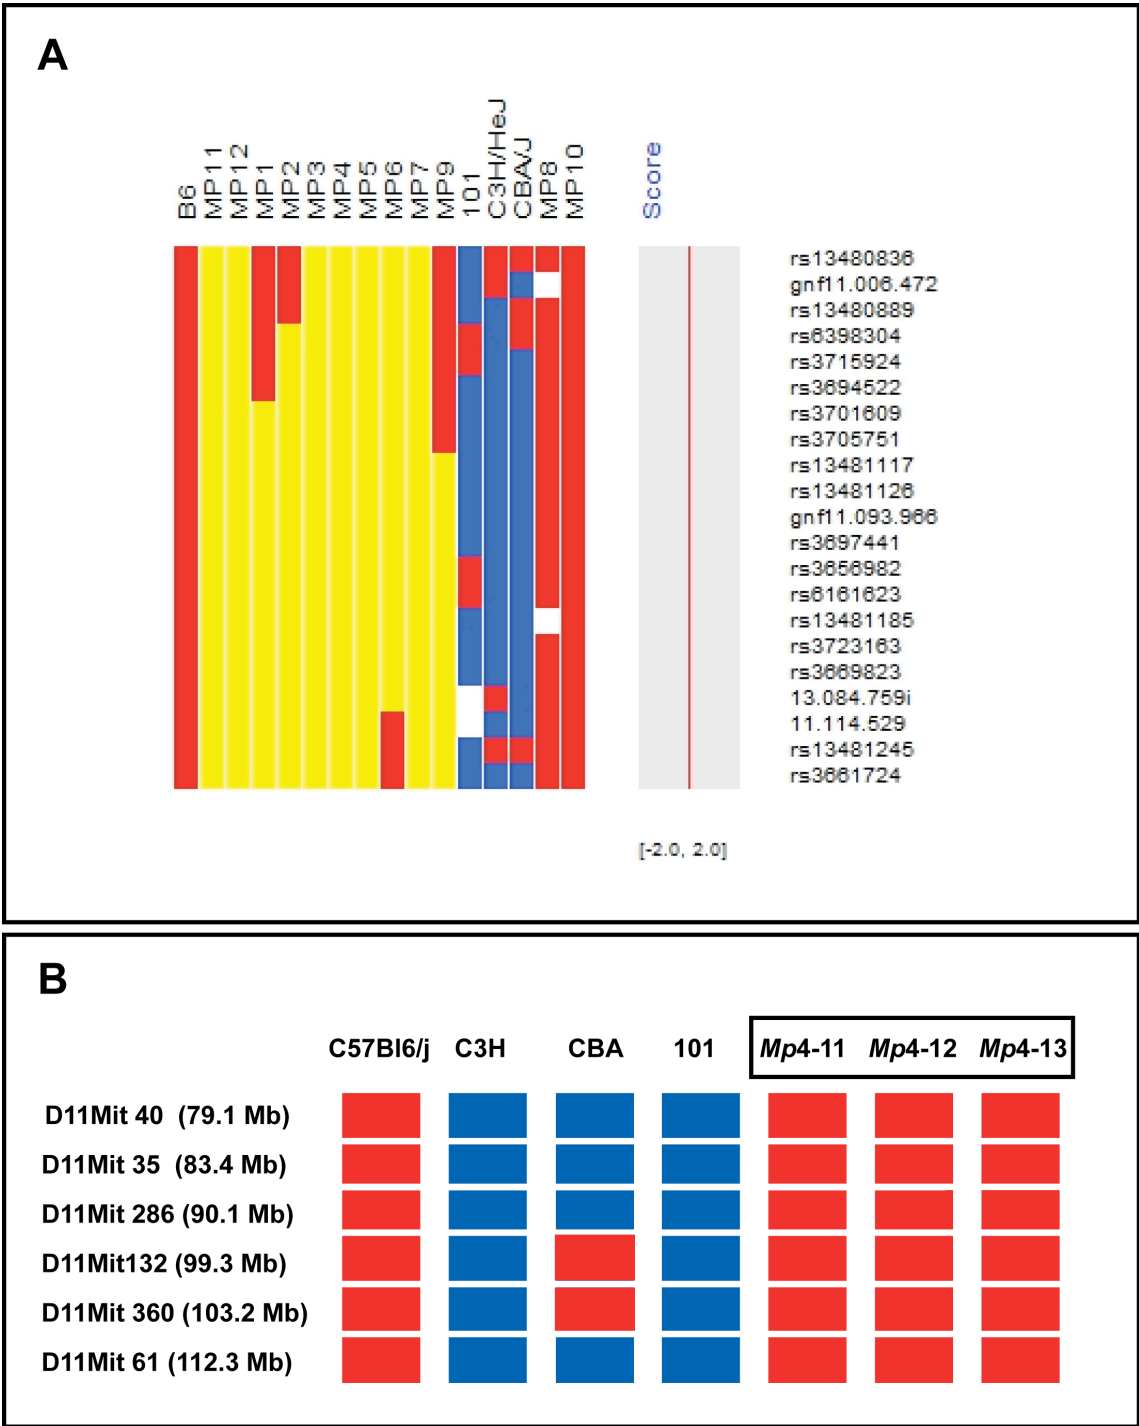 A
B6 MP11 MP12 MP1 MP2 MP3 MP4 MP5 MP6 MP7 MP9 101 C3H/HeJ CBA/J MP8 MP10 Score
rs13480836
gnf11.006.472
rs13480889
rs6398304
rs3715924
rs3694522
rs3701609
rs3705751
rs13481117
rs13481126
gnf11.093.966
rs3697441
rs3656982
rs6161623
rs13481185
rs3723163
rs3669823
13.084.759i
11.114.529
rs13481245
rs3661724
[-2.0, 2.0]
B
C57Bl6/j C3H CBA 101 Mp4-11 Mp4-12 Mp4-13
D11Mit 40 (79.1 Mb)
D11Mit 35 (83.4 Mb)
D11Mit 286 (90.1 Mb)
D11Mit132 (99.3 Mb)
D11Mit 360 (103.2 Mb)
D11Mit 61 (112.3 Mb)